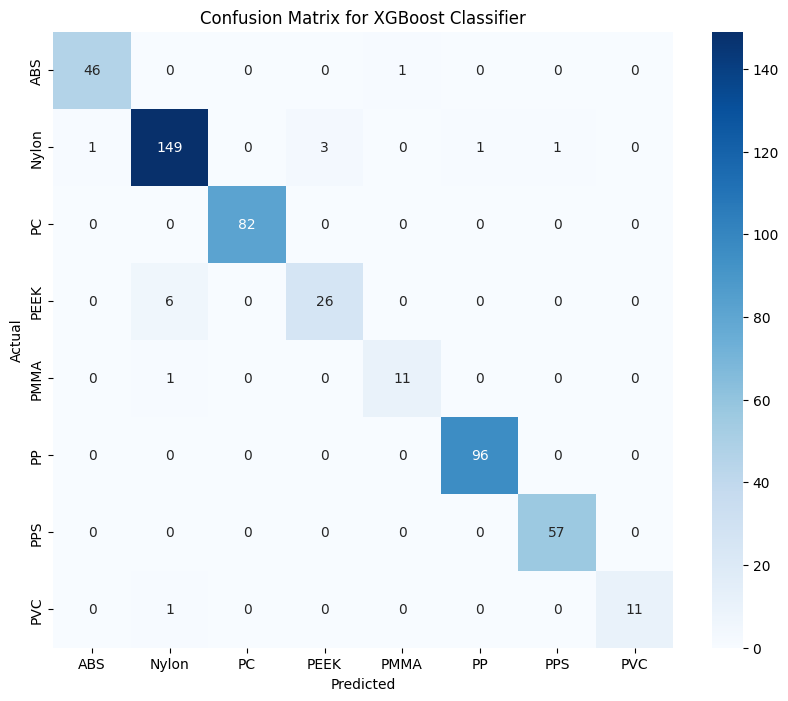 Confusion Matrix for XGBoost Classifier
Actual
ABS 46 0 0 0 1 0 0 0
Nylon 1 149 0 3 0 1 1 0
PC 0 0 82 0 0 0 0 0
PEEK 0 6 0 26 0 0 0 0
PMMA 0 1 0 0 11 0 0 0
PP 0 0 0 0 0 96 0 0
PPS 0 0 0 0 0 0 57 0
PVC 0 1 0 0 0 0 0 11
ABS Nylon PC PEEK PMMA PP PPS PVC
Predicted
140
120
100
80
60
40
20
0